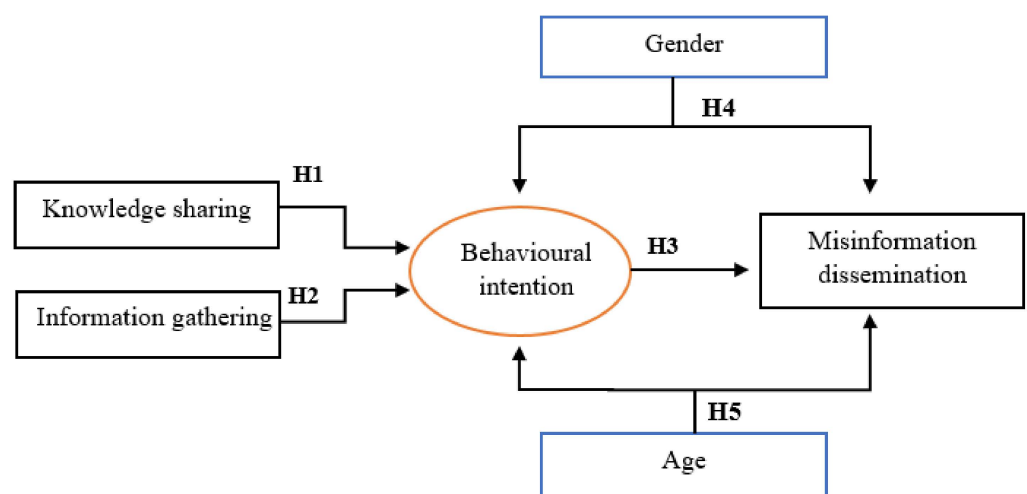 Gender
H4
H1
Knowledge sharing
Behavioural
intention
H3
Misinformation
dissemination
H2
Information gathering
H5
Age